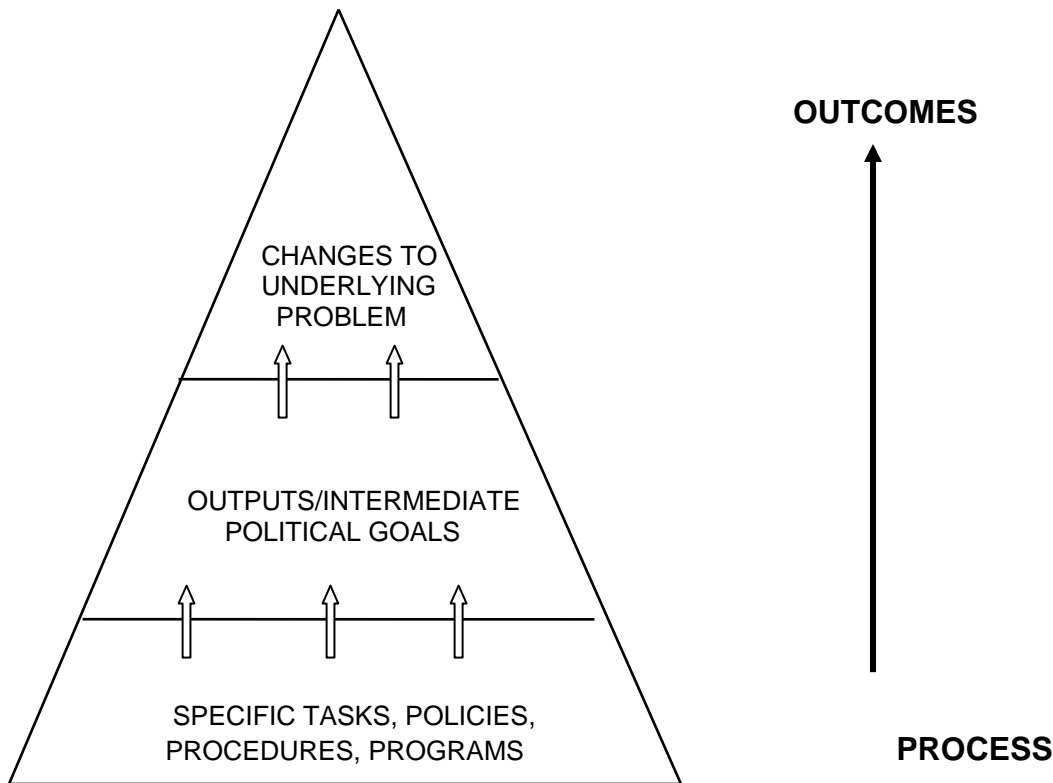 OUTCOMES
CHANGES TO
UNDERLYING
PROBLEM
OUTPUTS/INTERMEDIATE
POLITICAL GOALS
SPECIFIC TASKS, POLICIES,
PROCEDURES, PROGRAMS
PROCESS